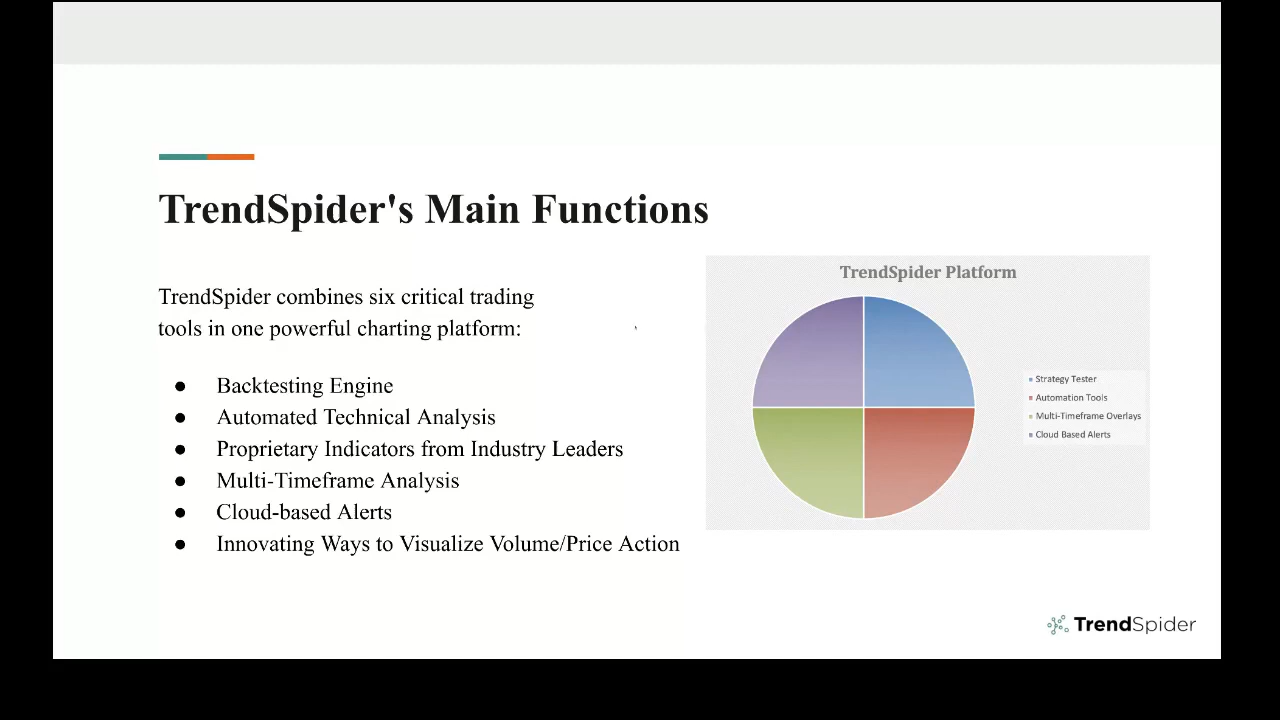 TrendSpider's Main Functions
TrendSpider combines six critical trading
tools in one powerful charting platform:
● Backtesting Engine
● Automated Technical Analysis
● Proprietary Indicators from Industry Leaders
● Multi-Timeframe Analysis
● Cloud-based Alerts
● Innovating Ways to Visualize Volume/Price Action
TrendSpider Platform
Strategy Tester
Automation Tools
Multi-Timeframe Overlays
Cloud Based Alerts
TrendSpider